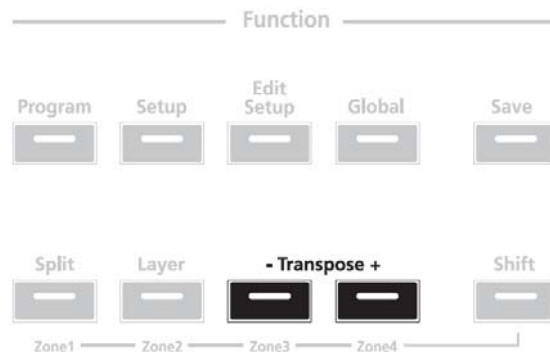 Function
Program Setup Edit Setup Global Save
Split Layer - Transpose + Shift
Zone1 Zone2 Zone3 Zone4